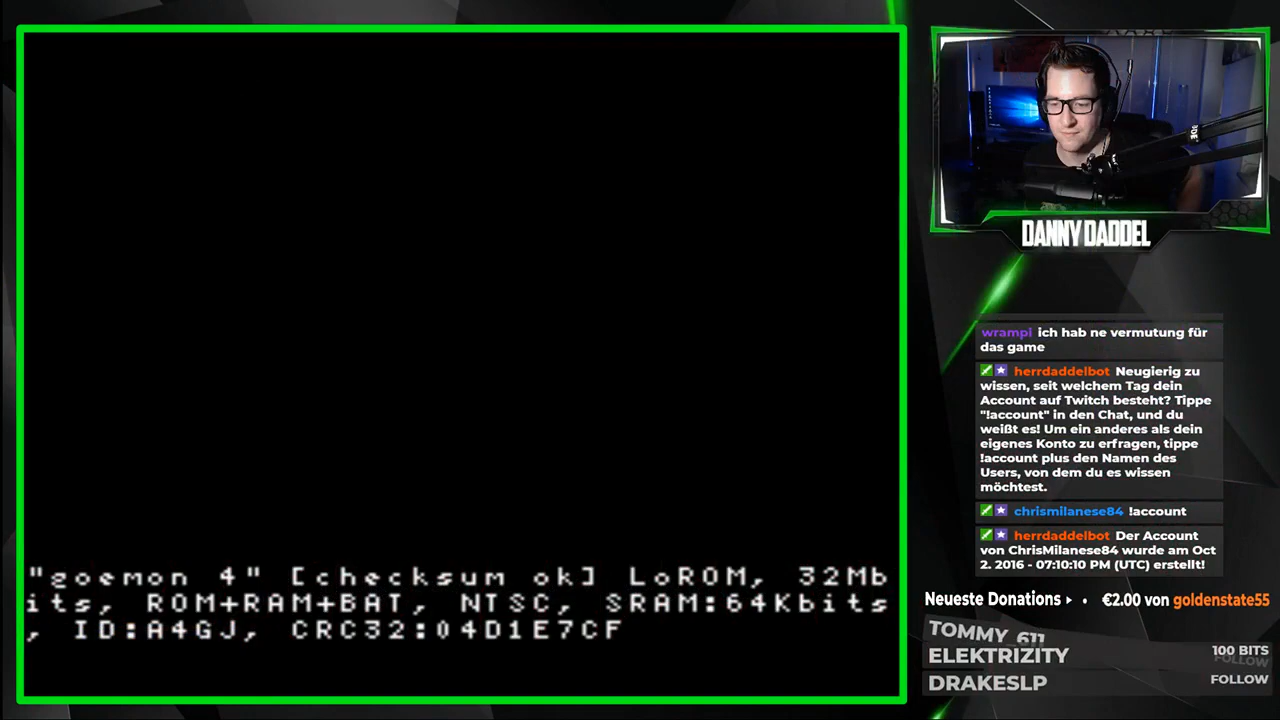 "goemon 4" [checksum ok] LoROM, 32Mb
its, ROM+RAM+BAT, NTSC, SRAM:64Kbits
, ID:A4GJ, CRC32:04D1E7CF
DANNY DADDEL
wrampi ich hab ne vermutung für
das game
herrdaddelbot Neugierig zu
wissen, seit welchem Tag dein
Account auf Twitch besteht? Tippe
"!account" in den Chat, und du
weißt es! Um ein anderes als dein
eigenes Konto zu erfragen, tippe
!account plus den Namen des
Users, von dem du es wissen
möchtest.
chrismilanese84 !account
herrdaddelbot Der Account
von ChrisMilanese84 wurde am Oct
2. 2016 - 07:10:10 PM (UTC) erstellt!
Neueste Donations • €2.00 von goldenstate55
TOMMY_611 FOLLOW
ELEKTRIZITY 100 BITS
DRAKESLP FOLLOW